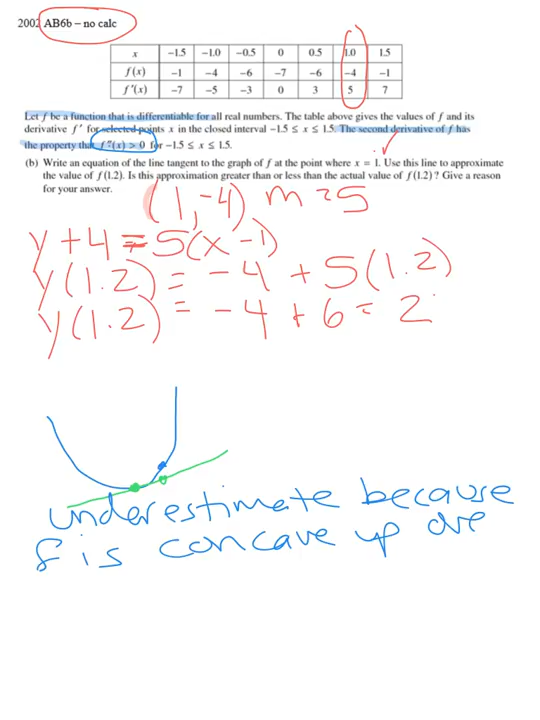 2002 AB6b – no calc
x −1.5 −1.0 −0.5 0 0.5 1.0 1.5
f(x) −1 −4 −6 −7 −6 −4 −1
f′(x) −7 −5 −3 0 3 5 7
Let f be a function that is differentiable for all real numbers. The table above gives the values of f and its
derivative f′ for selected points x in the closed interval −1.5 ≤ x ≤ 1.5. The second derivative of f has
the property that f″(x) > 0 for −1.5 ≤ x ≤ 1.5.
(b) Write an equation of the line tangent to the graph of f at the point where x = 1. Use this line to approximate
the value of f(1.2). Is this approximation greater than or less than the actual value of f(1.2)? Give a reason
for your answer.
(1, −4) m = 5
y + 4 = 5(x − 1)
y(1.2) = −4 + 5(1.2)
y(1.2) = −4 + 6 = 2
underestimate because
f is concave up